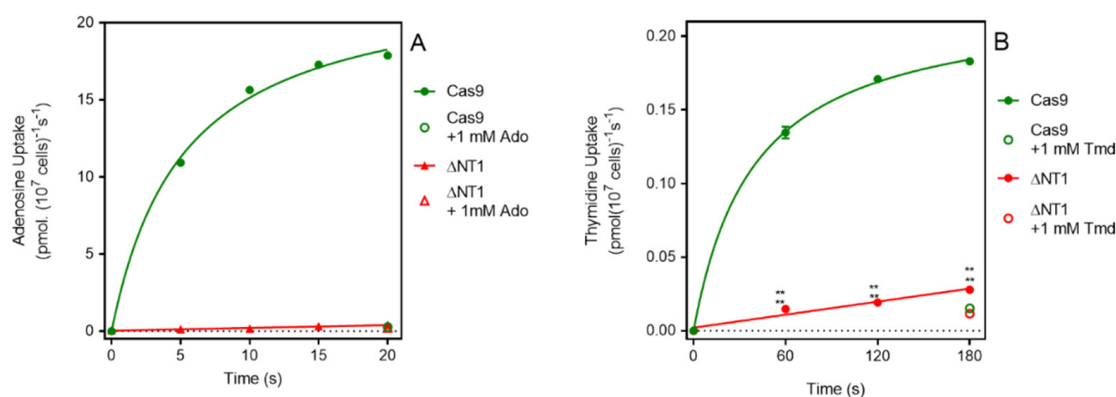 A
Adenosine Uptake
(pmol. (10⁷ cells)⁻¹s⁻¹)
20
15
10
5
0
0 5 10 15 20
Time (s)
Cas9
Cas9
+1 mM Ado
ΔNT1
ΔNT1
+ 1mM Ado
B
Thymidine Uptake
(pmol(10⁷ cells)⁻¹s⁻¹)
0.20
0.15
0.10
0.05
0.00
**
**
**
**
**
**
0 60 120 180
Time (s)
Cas9
Cas9
+1 mM Tmd
ΔNT1
ΔNT1
+1 mM Tmd